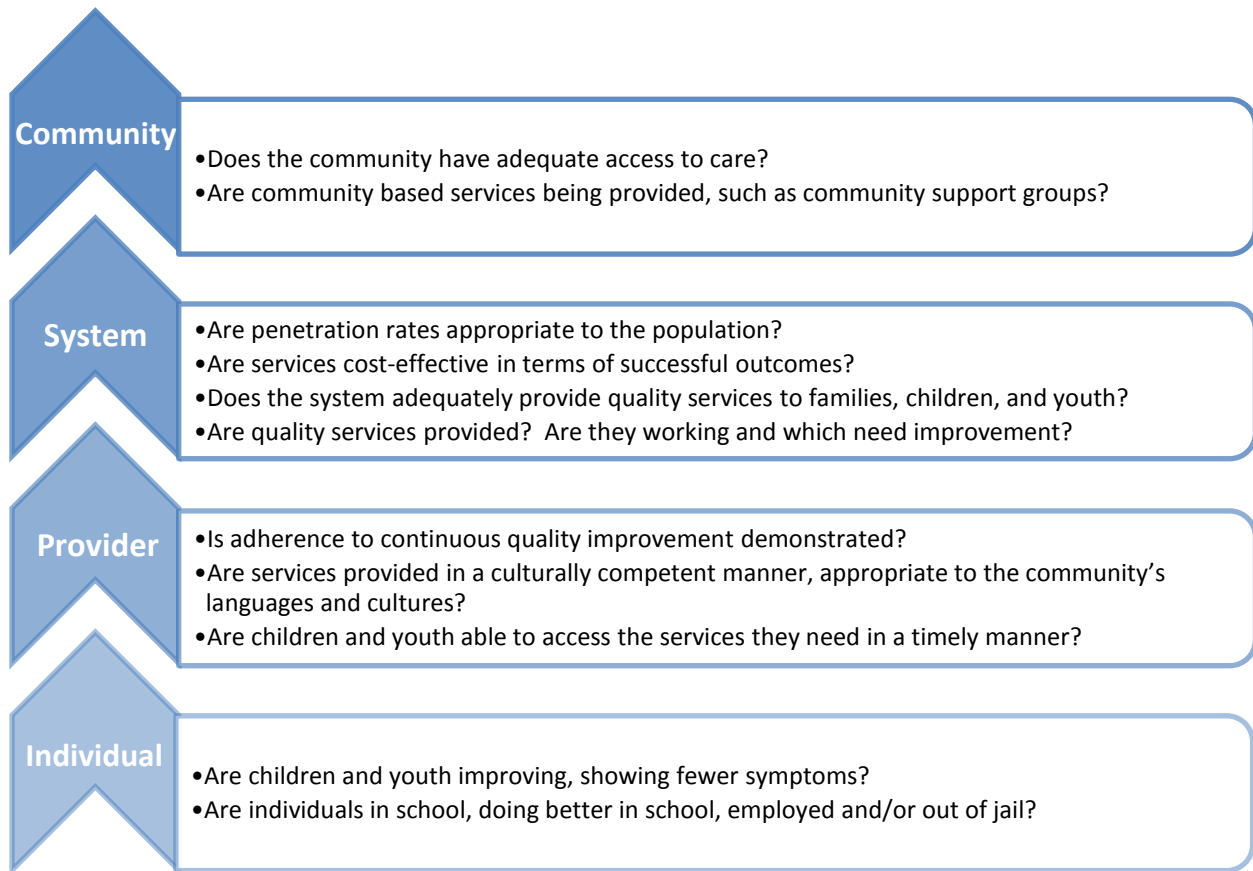 Community
•Does the community have adequate access to care?
•Are community based services being provided, such as community support groups?
System
•Are penetration rates appropriate to the population?
•Are services cost-effective in terms of successful outcomes?
•Does the system adequately provide quality services to families, children, and youth?
•Are quality services provided?  Are they working and which need improvement?
Provider
•Is adherence to continuous quality improvement demonstrated?
•Are services provided in a culturally competent manner, appropriate to the community’s
languages and cultures?
•Are children and youth able to access the services they need in a timely manner?
Individual
•Are children and youth improving, showing fewer symptoms?
•Are individuals in school, doing better in school, employed and/or out of jail?